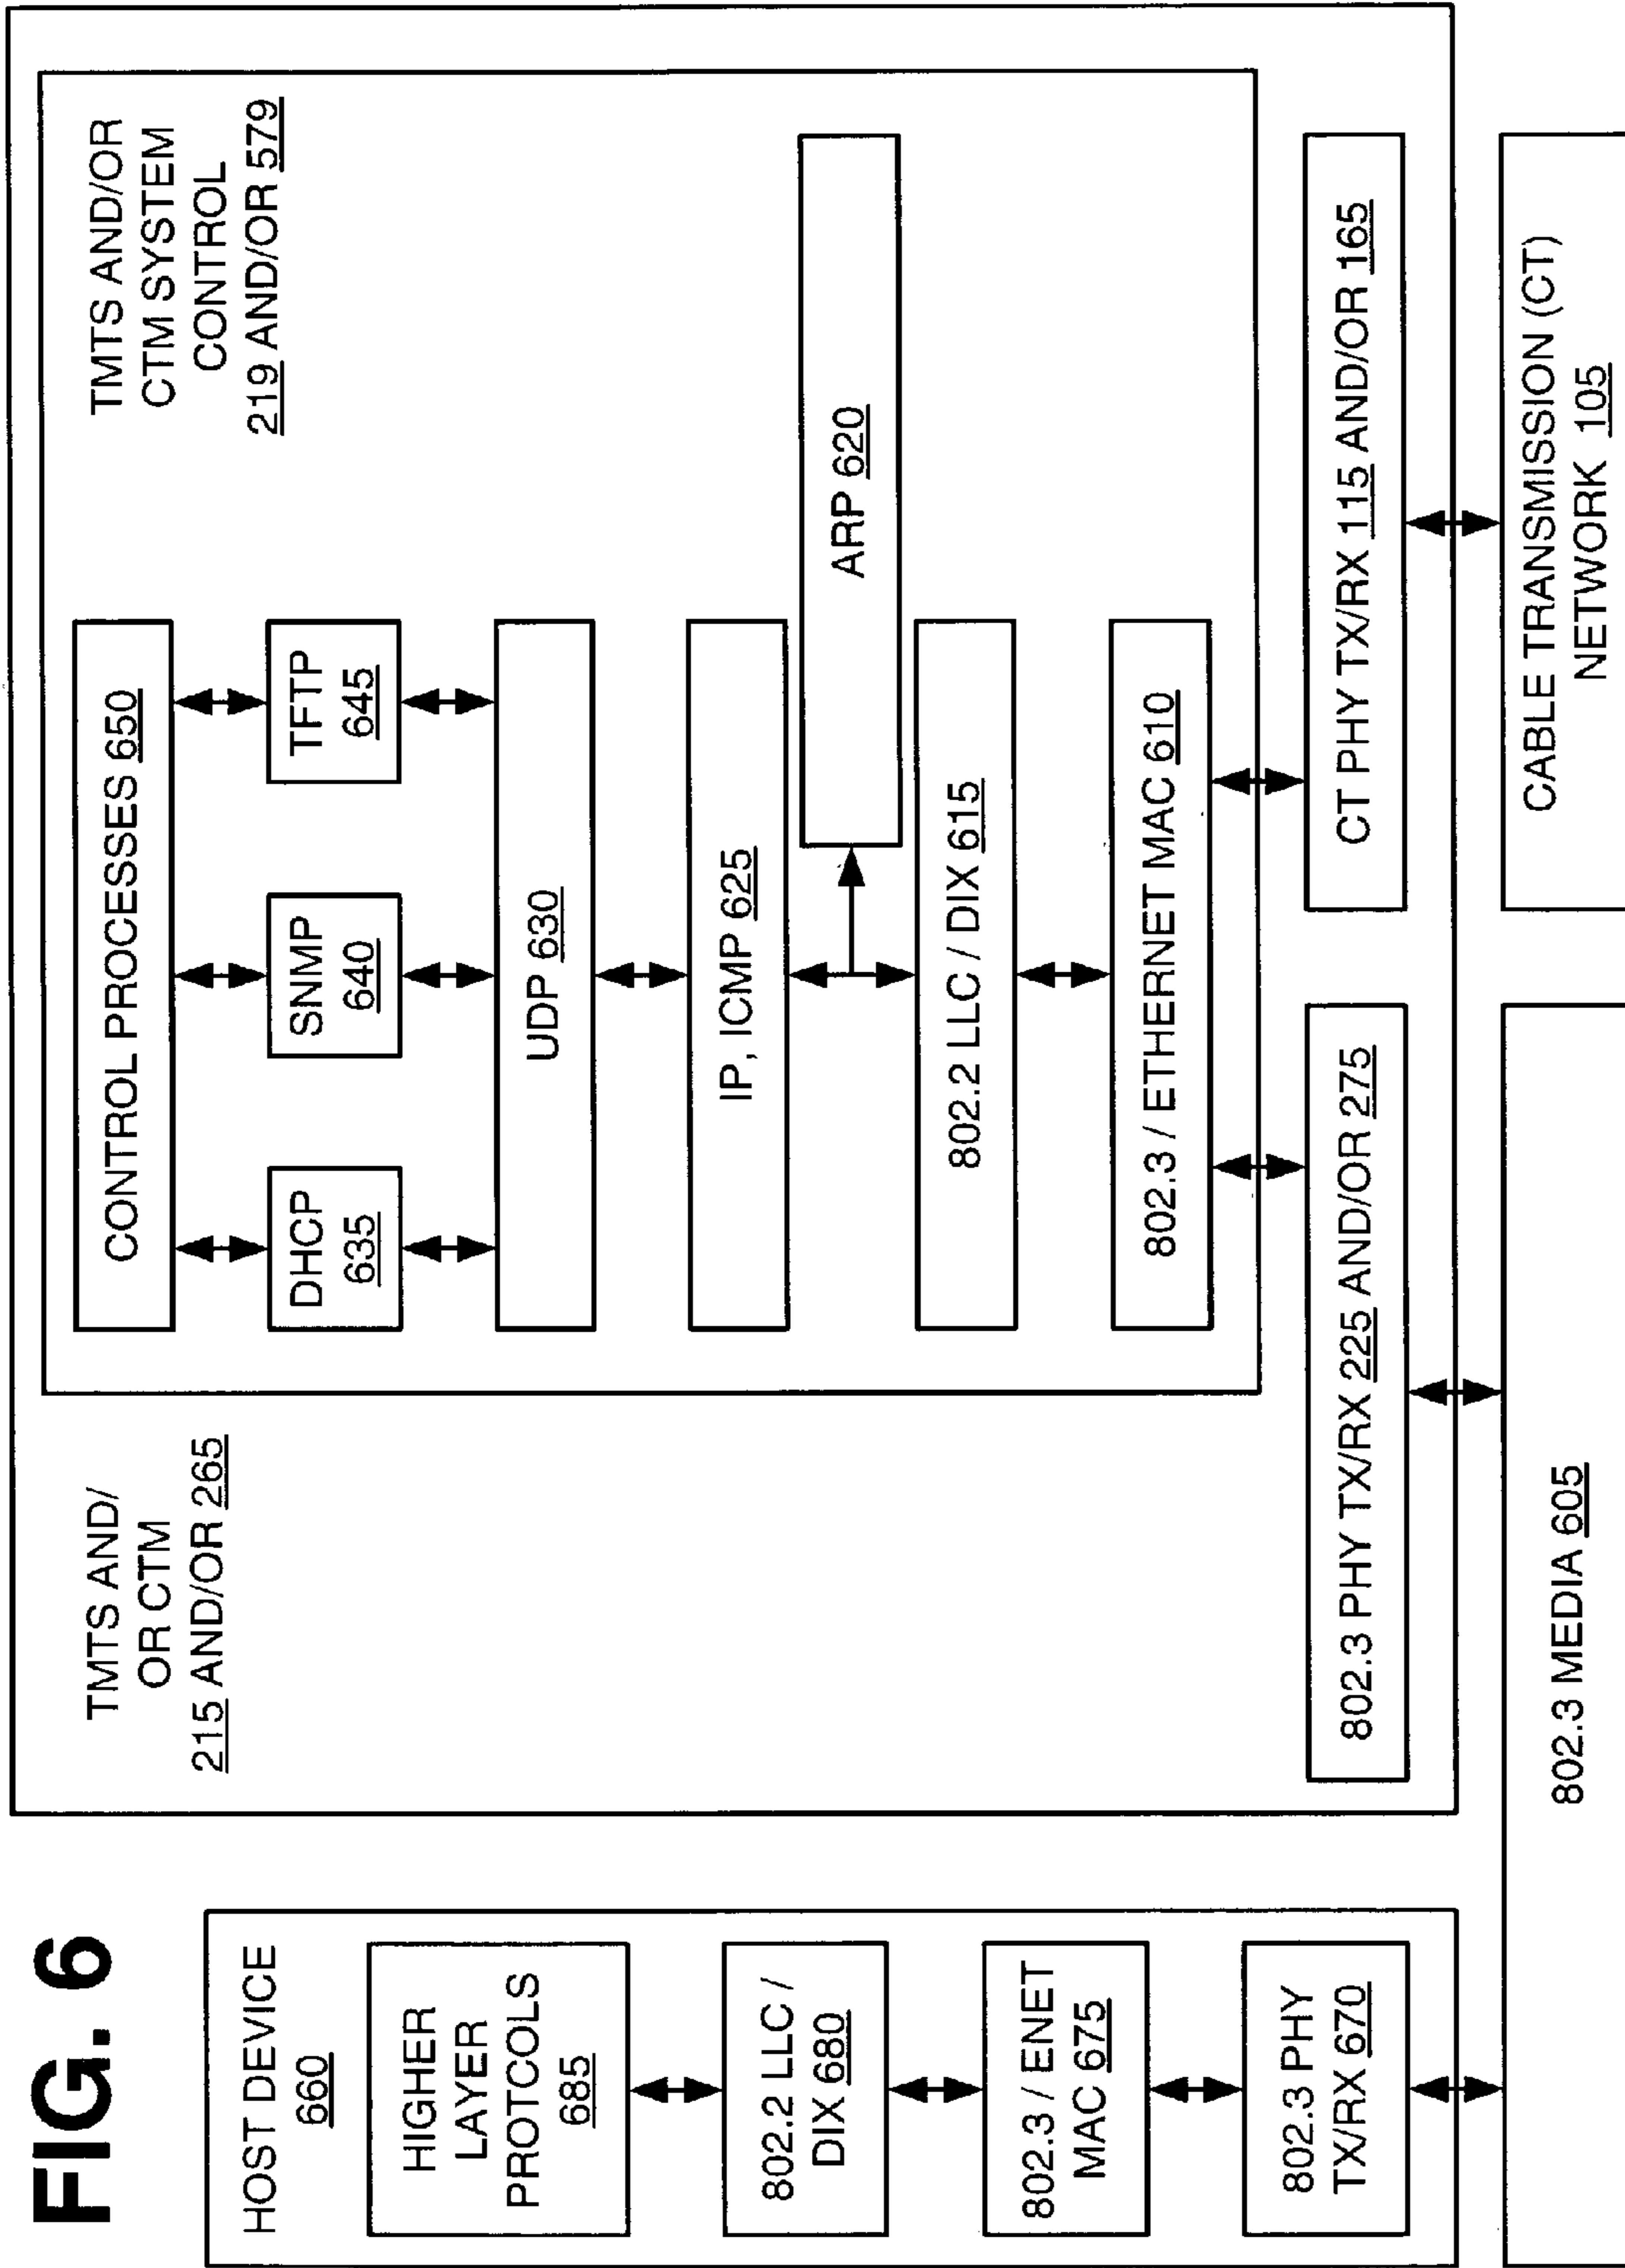 FIG. 6
HOST DEVICE
660
HIGHER
LAYER
PROTCOLS
685
802.2 LLC /
DIX 680
802.3 / ENET
MAC 675
802.3 PHY
TX/RX 670
TMTS AND/
OR CTM
215 AND/OR 265
TMTS AND/OR
CTM SYSTEM
CONTROL
219 AND/OR 579
CONTROL PROCESSES 650
DHCP
635
SNMP
640
TFTP
645
UDP 630
IP, ICMP 625
ARP 620
802.2 LLC / DIX 615
802.3 / ETHERNET MAC 610
802.3 PHY TX/RX 225 AND/OR 275
CT PHY TX/RX 115 AND/OR 165
802.3 MEDIA 605
CABLE TRANSMISSION (CT)
NETWORK 105